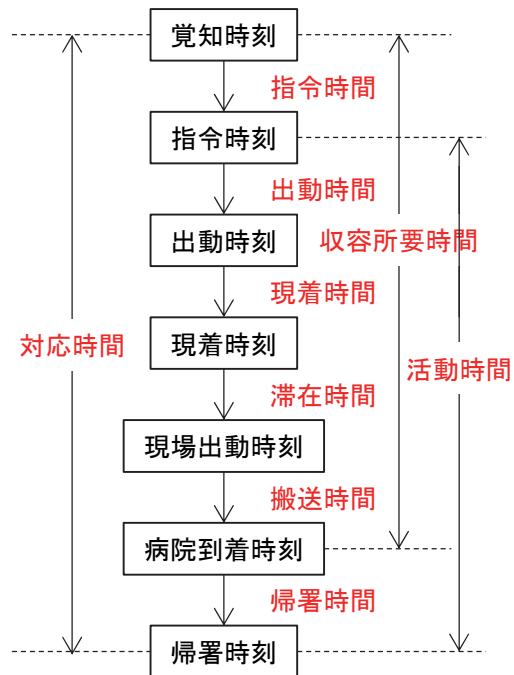 覚知時刻
指令時間
指令時刻
出動時間
出動時刻
収容所要時間
現着時間
現着時刻
対応時間
活動時間
滞在時間
現場出動時刻
搬送時間
病院到着時刻
帰署時間
帰署時刻